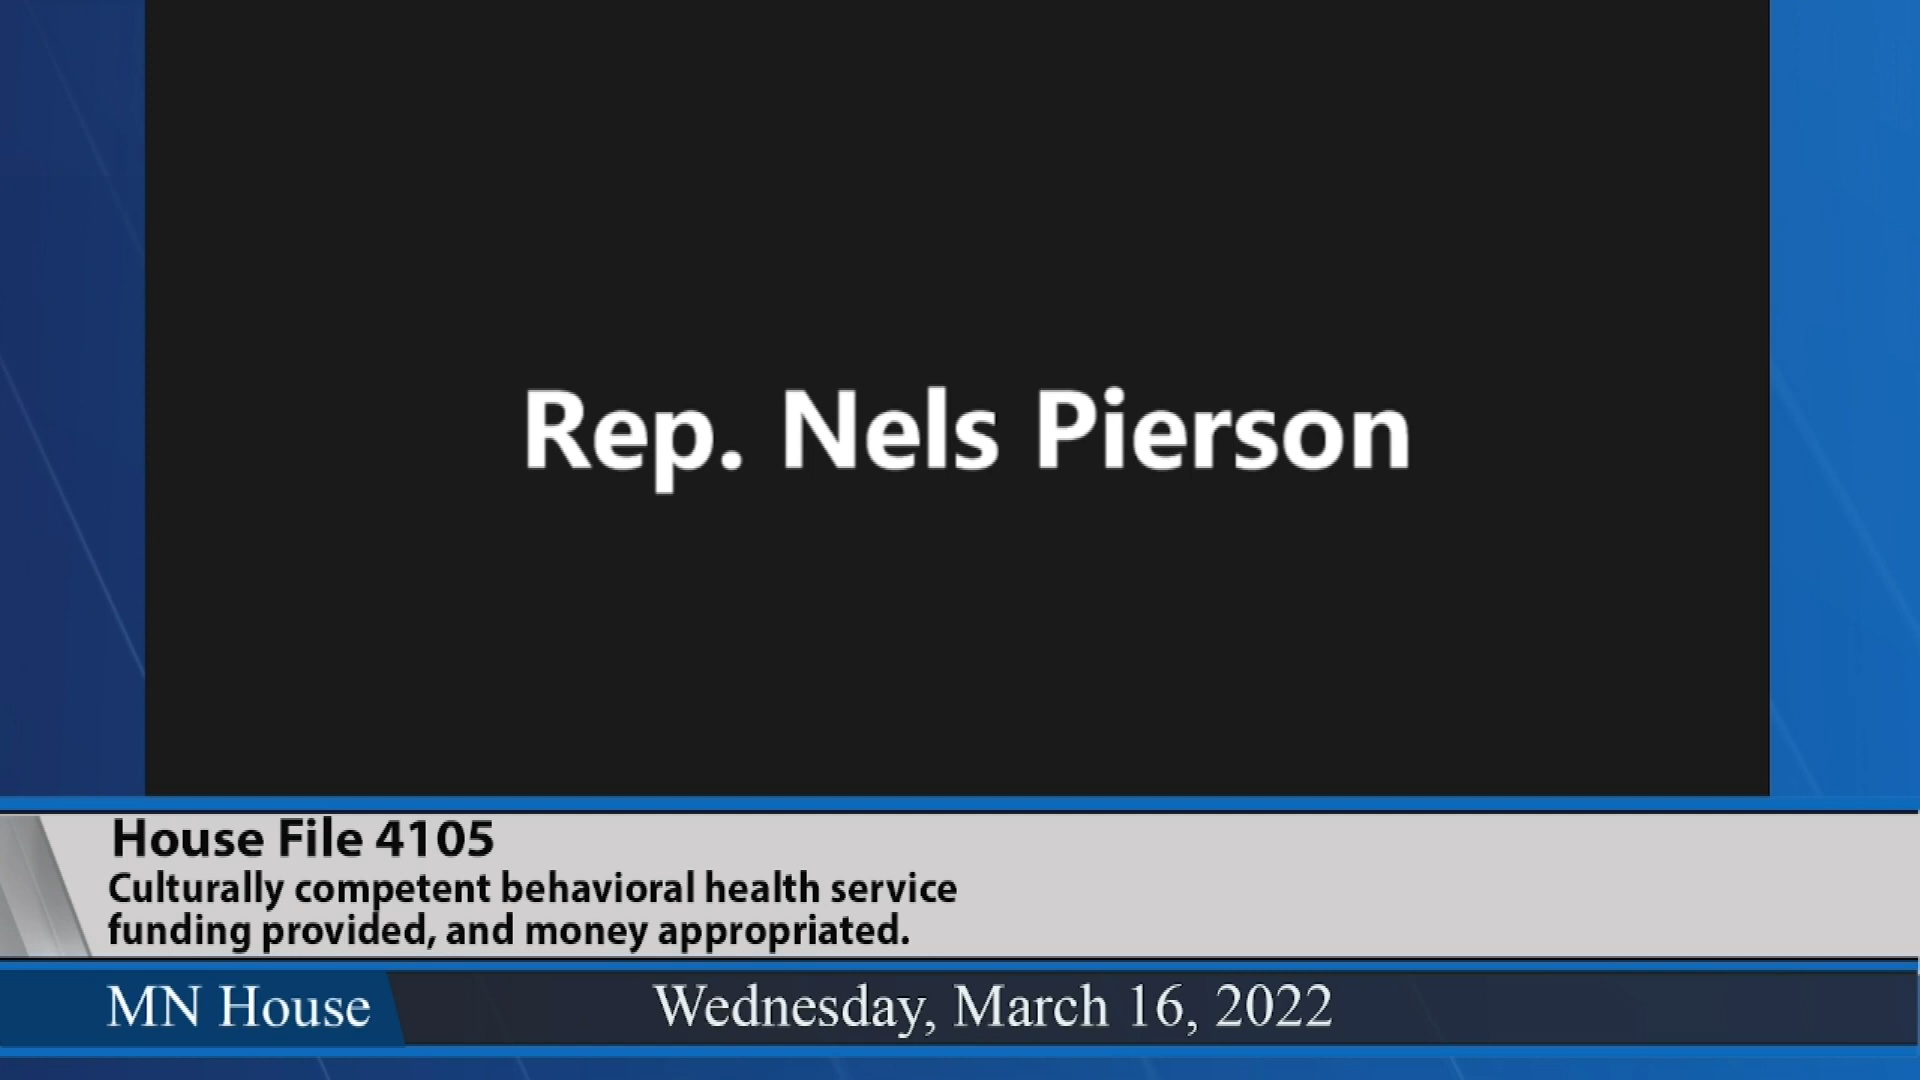 Rep. Nels Pierson
House File 4105
Culturally competent behavioral health service
funding provided, and money appropriated.
MN House
Wednesday, March 16, 2022